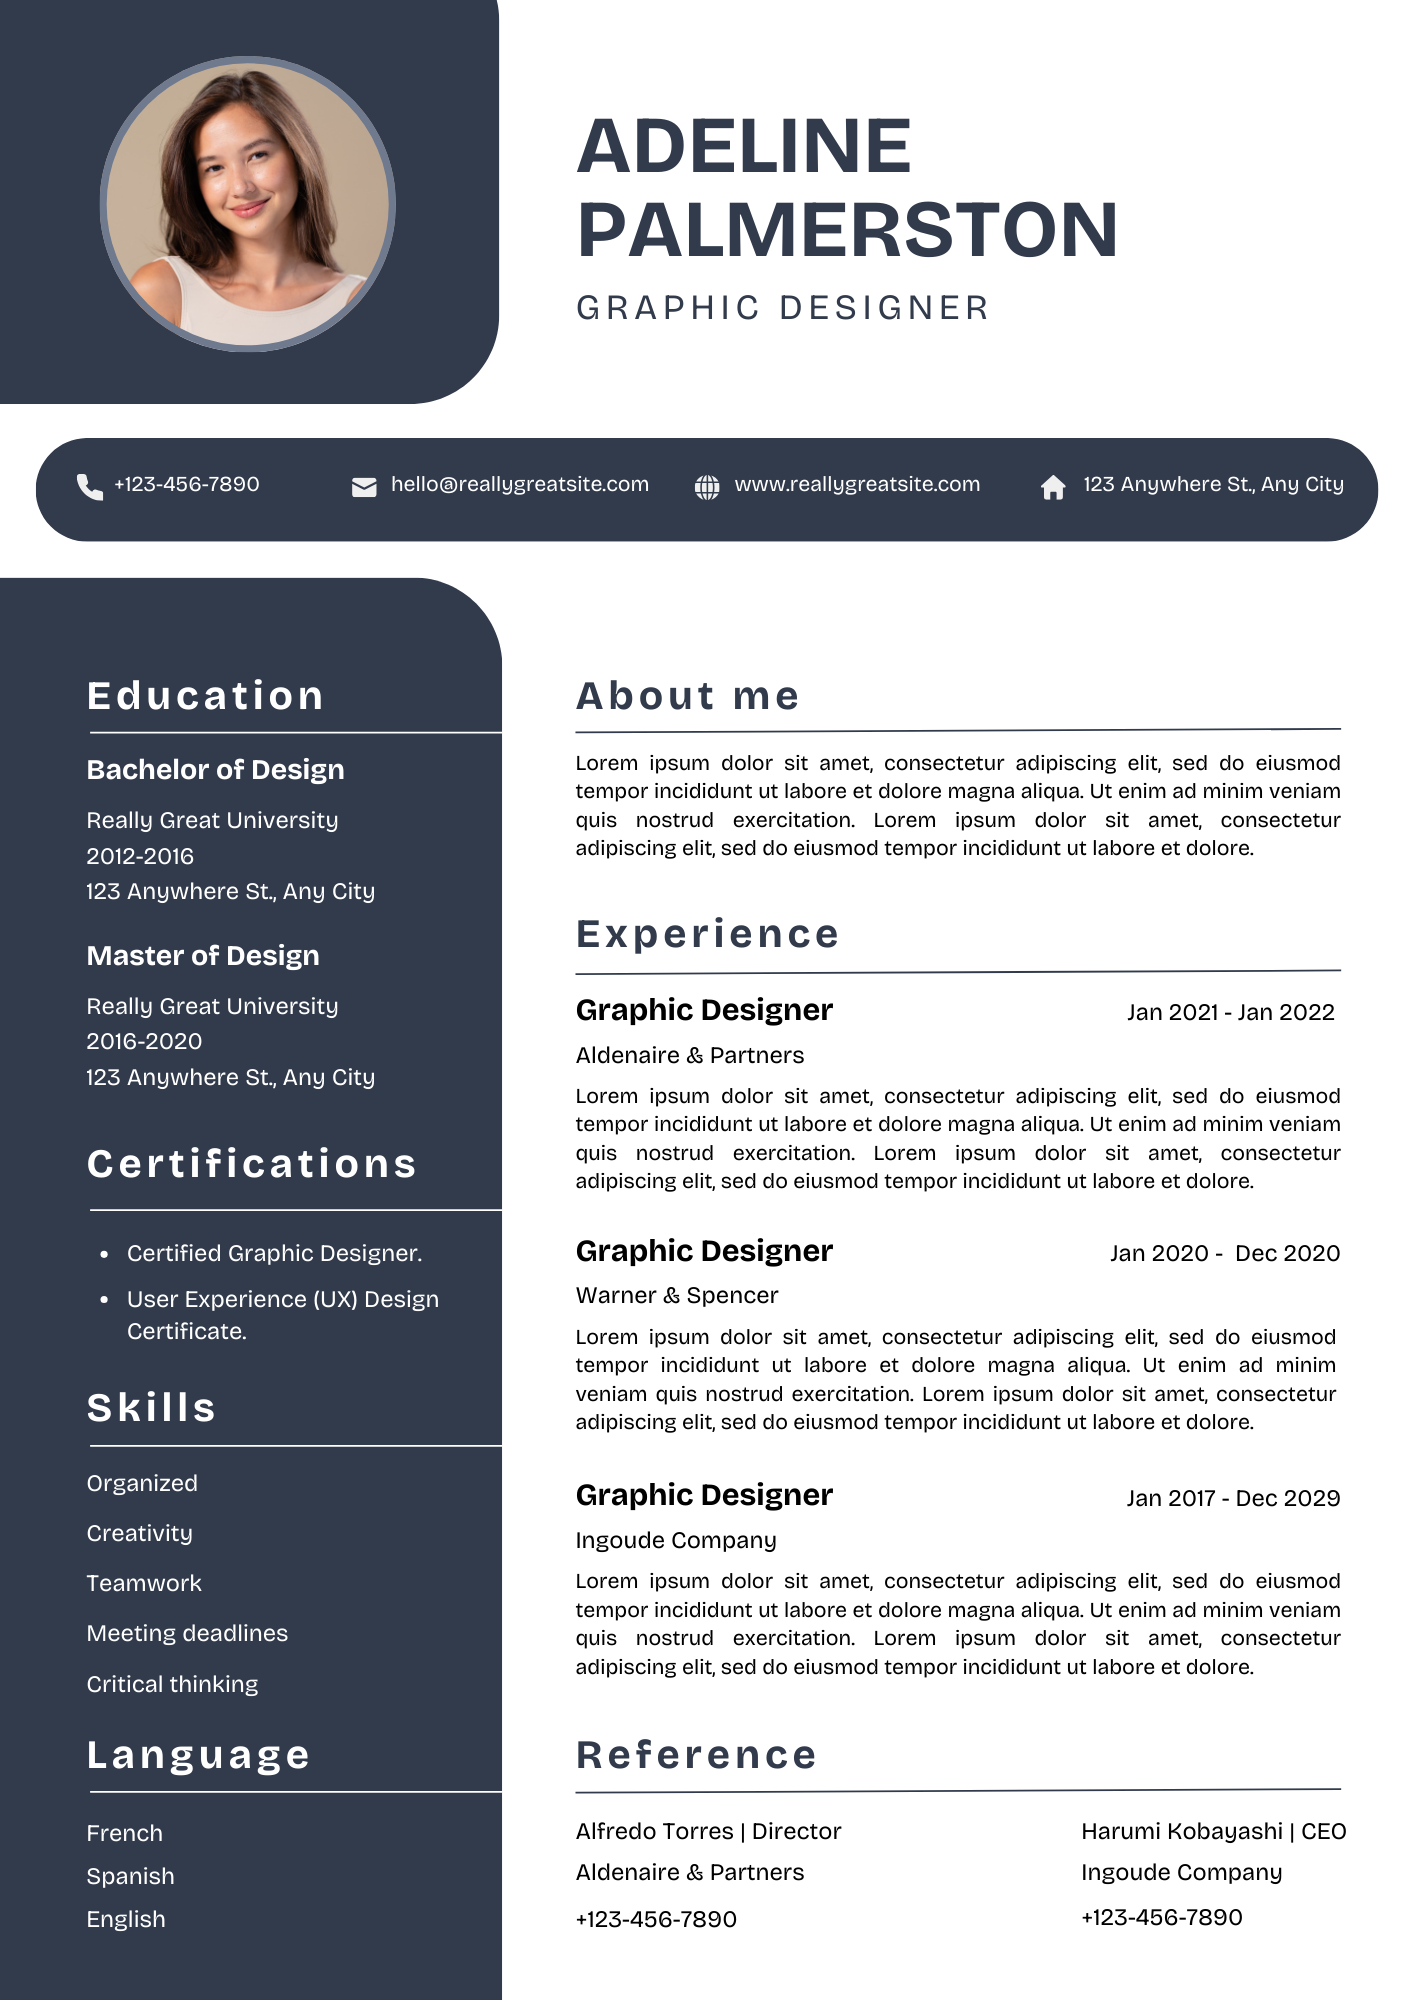 ADELINE
PALMERSTON
GRAPHIC DESIGNER
+123-456-7890
hello@reallygreatsite.com
www.reallygreatsite.com
123 Anywhere St., Any City
Education
Bachelor of Design
Really Great University
2012-2016
123 Anywhere St., Any City
Master of Design
Really Great University
2016-2020
123 Anywhere St., Any City
Certifications
• Certified Graphic Designer.
• User Experience (UX) Design
Certificate.
Skills
Organized
Creativity
Teamwork
Meeting deadlines
Critical thinking
Language
French
Spanish
English
About me
Lorem ipsum dolor sit amet, consectetur adipiscing elit, sed do eiusmod
tempor incididunt ut labore et dolore magna aliqua. Ut enim ad minim veniam
quis nostrud exercitation. Lorem ipsum dolor sit amet, consectetur
adipiscing elit, sed do eiusmod tempor incididunt ut labore et dolore.
Experience
Graphic Designer
Jan 2021 - Jan 2022
Aldenaire & Partners
Lorem ipsum dolor sit amet, consectetur adipiscing elit, sed do eiusmod
tempor incididunt ut labore et dolore magna aliqua. Ut enim ad minim veniam
quis nostrud exercitation. Lorem ipsum dolor sit amet, consectetur
adipiscing elit, sed do eiusmod tempor incididunt ut labore et dolore.
Graphic Designer
Jan 2020 - Dec 2020
Warner & Spencer
Lorem ipsum dolor sit amet, consectetur adipiscing elit, sed do eiusmod
tempor incididunt ut labore et dolore magna aliqua. Ut enim ad minim
veniam quis nostrud exercitation. Lorem ipsum dolor sit amet, consectetur
adipiscing elit, sed do eiusmod tempor incididunt ut labore et dolore.
Graphic Designer
Jan 2017 - Dec 2029
Ingoude Company
Lorem ipsum dolor sit amet, consectetur adipiscing elit, sed do eiusmod
tempor incididunt ut labore et dolore magna aliqua. Ut enim ad minim veniam
quis nostrud exercitation. Lorem ipsum dolor sit amet, consectetur
adipiscing elit, sed do eiusmod tempor incididunt ut labore et dolore.
Reference
Alfredo Torres | Director
Aldenaire & Partners
+123-456-7890
Harumi Kobayashi | CEO
Ingoude Company
+123-456-7890